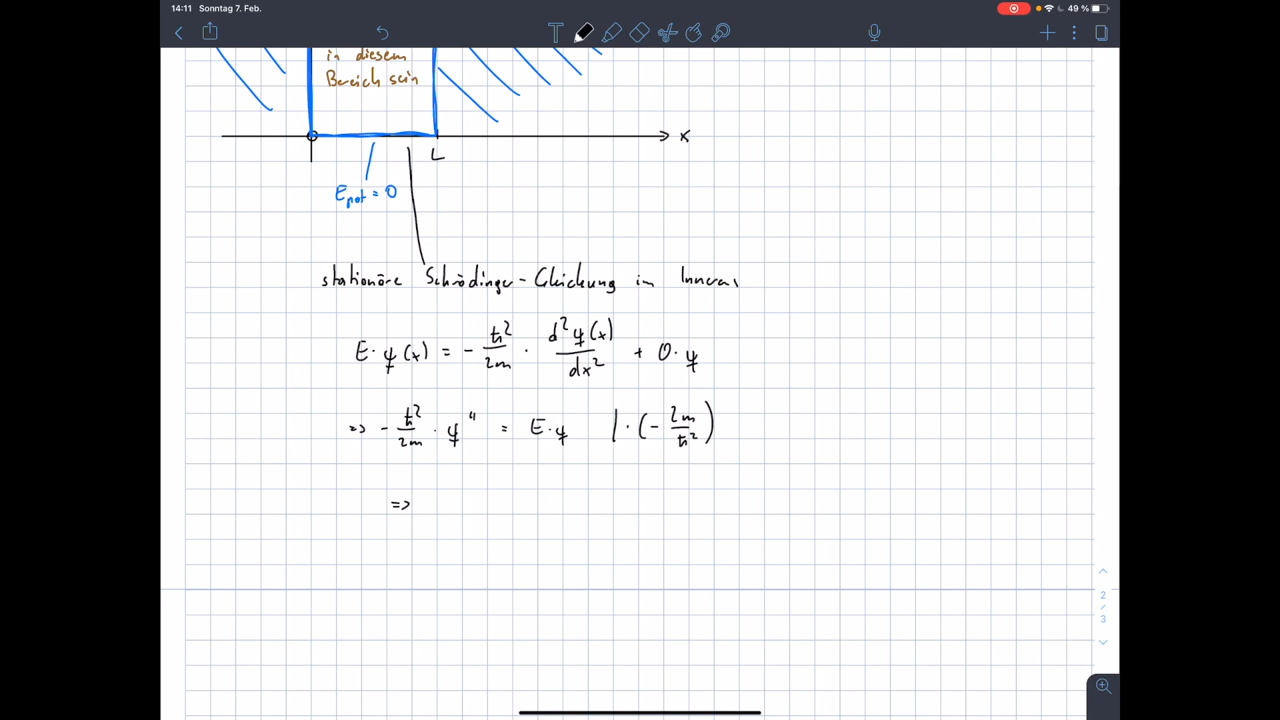 14:11 Sonntag 7. Feb.
49 %
in diesem
Bereich sein
x
L
E_pot = 0
stationäre Schrödinger-Gleichung im Inneren
E·ψ(x) = - ħ²/2m · d²ψ(x)/dx² + 0·ψ
=> - ħ²/2m · ψ" = E·ψ |·(- 2m/ħ²)
=>
2
/
3